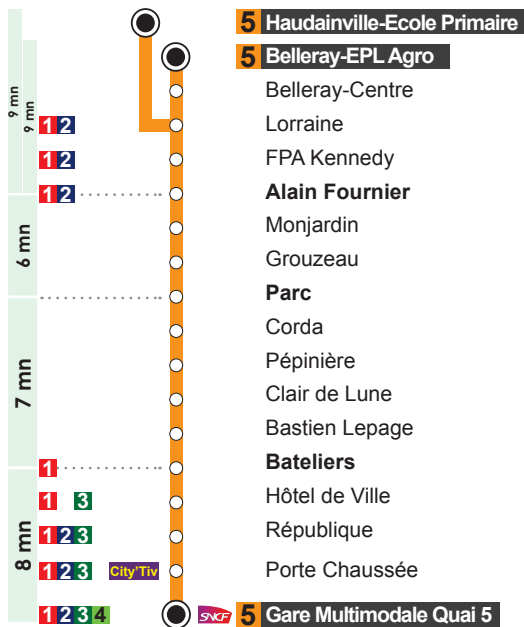 5 Haudainville-Ecole Primaire
5 Belleray-EPL Agro
Belleray-Centre
9 mn
9 mn
1 2 Lorraine
1 2 FPA Kennedy
1 2 Alain Fournier
Monjardin
6 mn
Grouzeau
Parc
Corda
Pépinière
7 mn
Clair de Lune
Bastien Lepage
1 Bateliers
1 3 Hôtel de Ville
8 mn
1 2 3 République
1 2 3 City'Tiv Porte Chaussée
1 2 3 4 SNCF 5 Gare Multimodale Quai 5